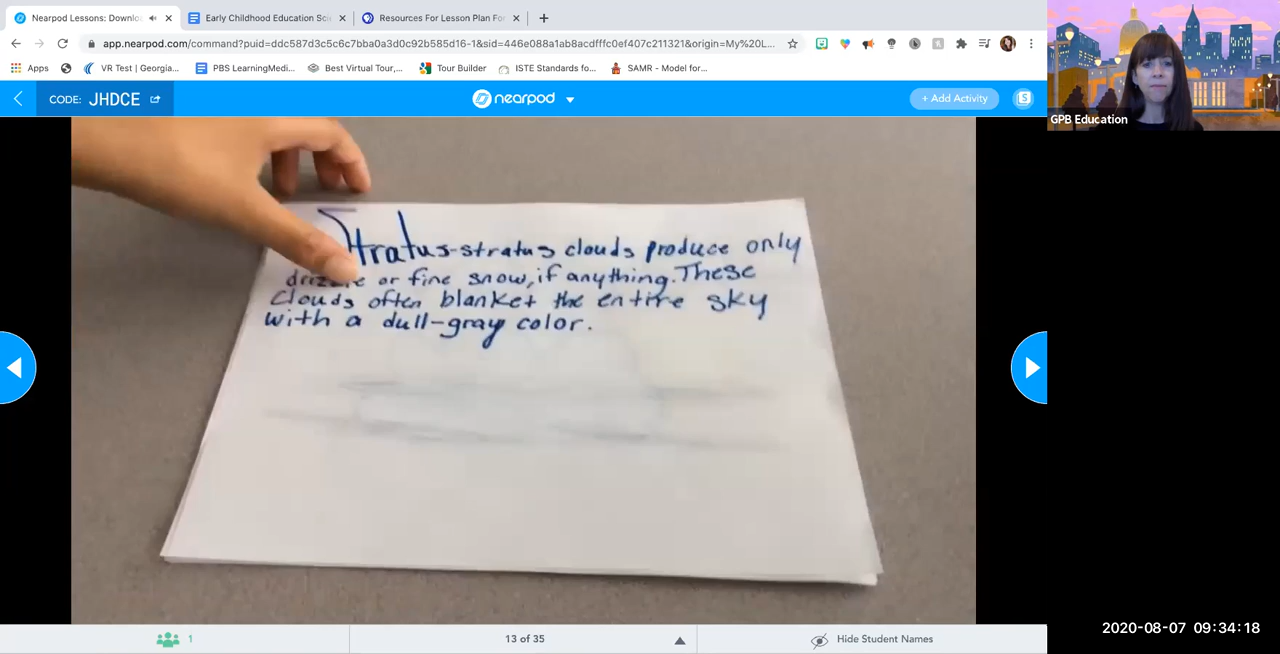 Nearpod Lessons: Downlo
Early Childhood Education Sci
Resources For Lesson Plan For
app.nearpod.com/command?puid=ddc587d3c5c6c7bba0a3d0c92b585d16-1&sid=446e088a1ab8acdfffc0ef407c211321&origin=My%20L...
Apps
VR Test | Georgia...
PBS LearningMedi...
Best Virtual Tour,...
Tour Builder
ISTE Standards fo...
SAMR - Model for...
CODE: JHDCE
nearpod
+ Add Activity
S
GPB Education
Stratus-stratus clouds produce only
drizzle or fine snow, if anything. These
clouds often blanket the entire sky
with a dull-gray color.
1
13 of 35
Hide Student Names
2020-08-07 09:34:18